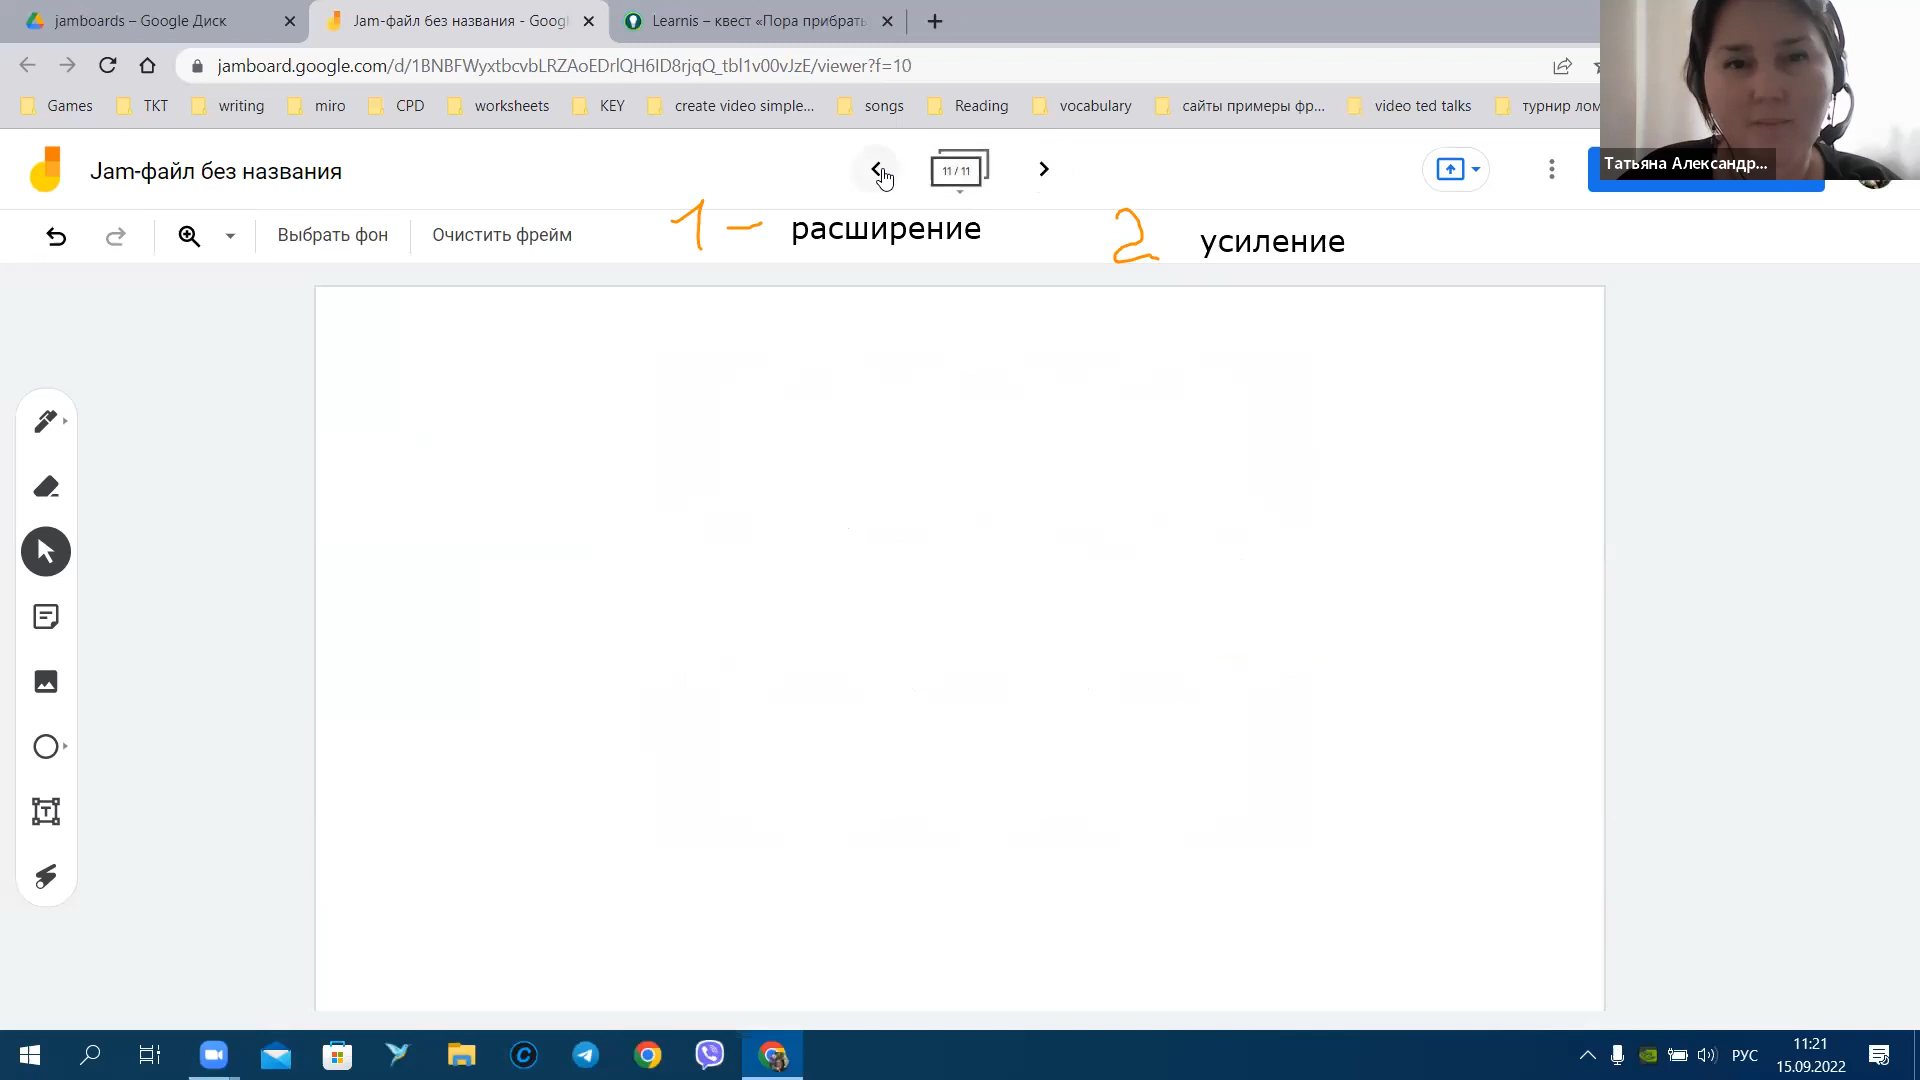 jamboards – Google Диск
Jam-файл без названия - Googl
Learnis – квест «Пора прибрать
jamboard.google.com/d/1BNBFWyxtbcvbLRZAoEDrlQH6ID8rjqQ_tbl1v00vJzE/viewer?f=10
Games TKT writing miro CPD worksheets KEY create video simple... songs Reading vocabulary сайты примеры фр... video ted talks турнир лом
Татьяна Александр...
Jam-файл без названия
11 / 11
Выбрать фон
Очистить фрейм
1 – расширение
2 усиление
РУС
11:21
15.09.2022